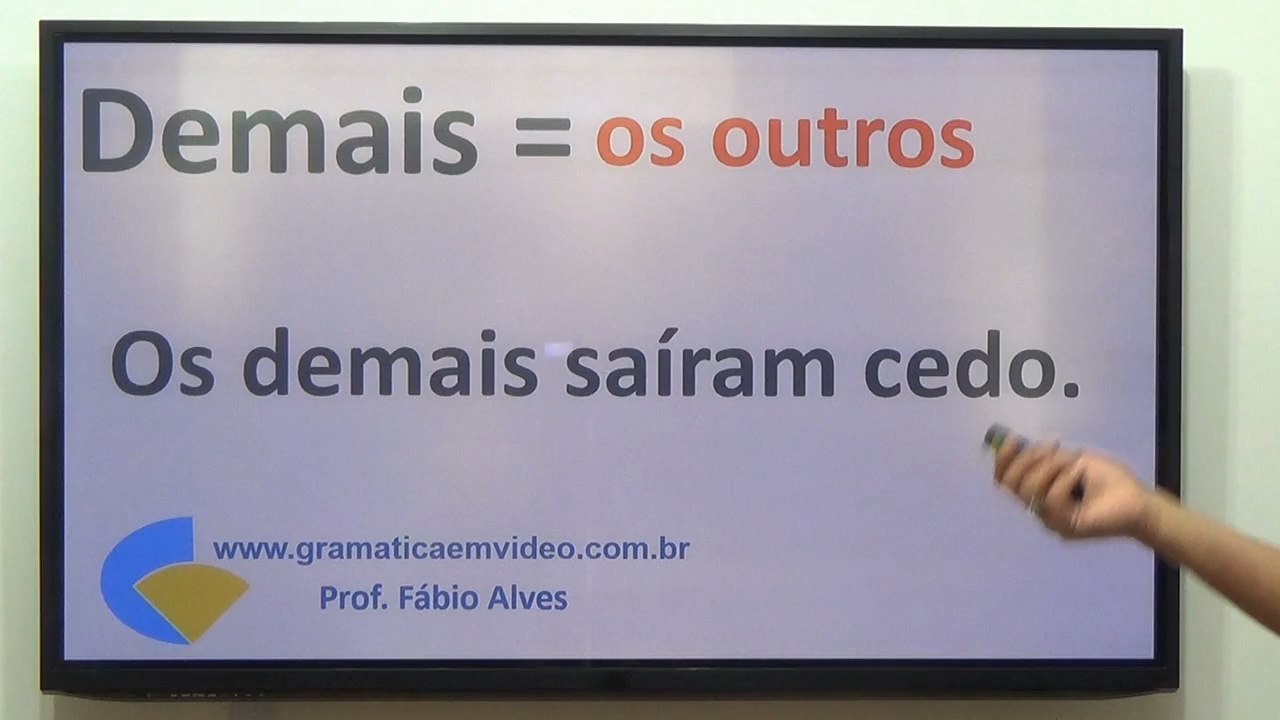 Demais = os outros
Os demais saíram cedo.
www.gramaticaemvideo.com.br
Prof. Fábio Alves